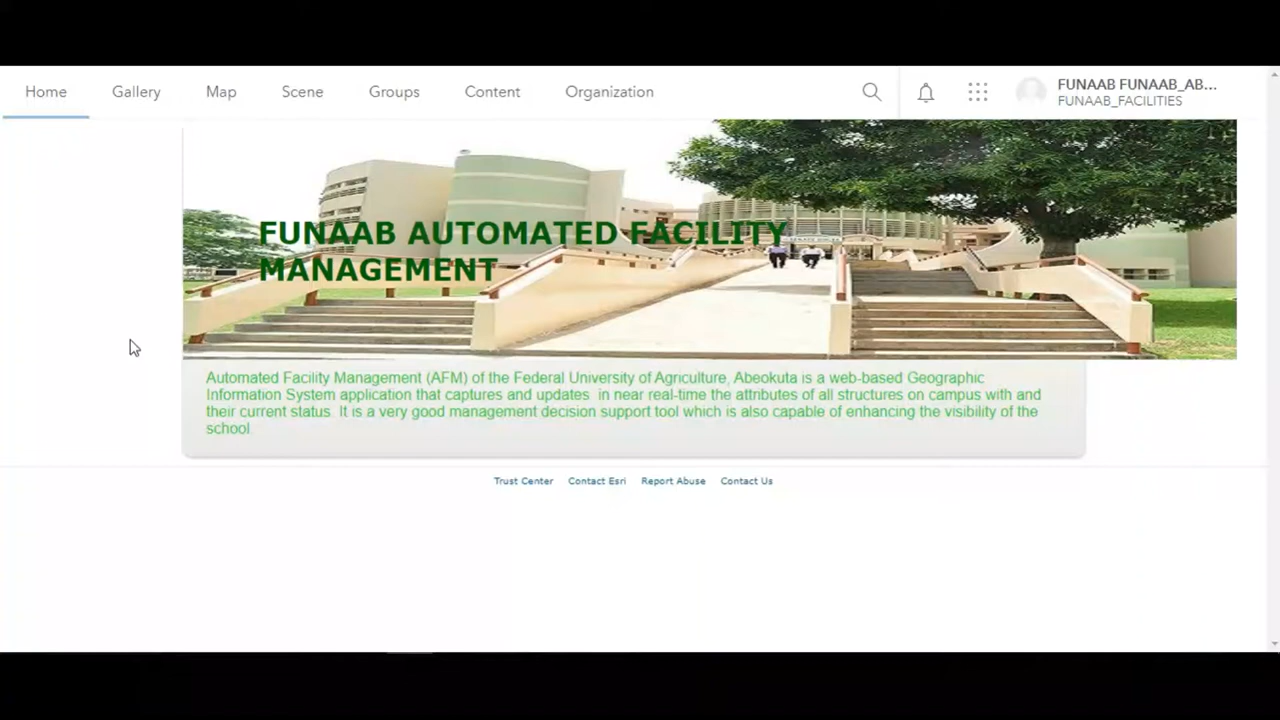 Home Gallery Map Scene Groups Content Organization
FUNAAB FUNAAB_AB...
FUNAAB_FACILITIES
FUNAAB AUTOMATED FACILITY
MANAGEMENT
Automated Facility Management (AFM) of the Federal University of Agriculture, Abeokuta is a web-based Geographic
Information System application that captures and updates in near real-time the attributes of all structures on campus with and
their current status. It is a very good management decision support tool which is also capable of enhancing the visibility of the
school.
Trust Center Contact Esri Report Abuse Contact Us